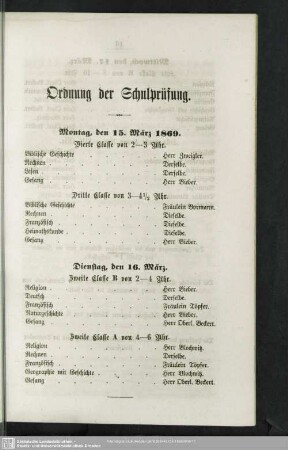 Ordnung der Schulprüfung.
Montag, den 15. März 1869.
Vierte Classe von 2—3 Uhr.
Biblische Geschichte . . . Herr Zweigler.
Rechnen . . . Derselbe.
Lesen . . . Derselbe.
Gesang . . . Herr Bieber.
Dritte Classe von 3—4½ Uhr.
Biblische Geschichte . . . Fräulein Bormann.
Rechnen . . . Dieselbe.
Französisch . . . Dieselbe.
Heimathskunde . . . Dieselbe.
Gesang . . . Herr Bieber.
Dienstag, den 16. März.
Zweite Classe B von 2—4 Uhr.
Religion . . . Herr Bieber.
Deutsch . . . Derselbe.
Französisch . . . Fräulein Töpfer.
Naturgeschichte . . . Herr Bieber.
Gesang . . . Herr Oberl. Beckert.
Zweite Classe A von 4—6 Uhr.
Religion . . . Herr Mochwitz.
Rechnen . . . Derselbe.
Französisch . . . Fräulein Töpfer.
Geographie mit Geschichte . . . Herr Mochwitz.
Gesang . . . Herr Oberl. Beckert.